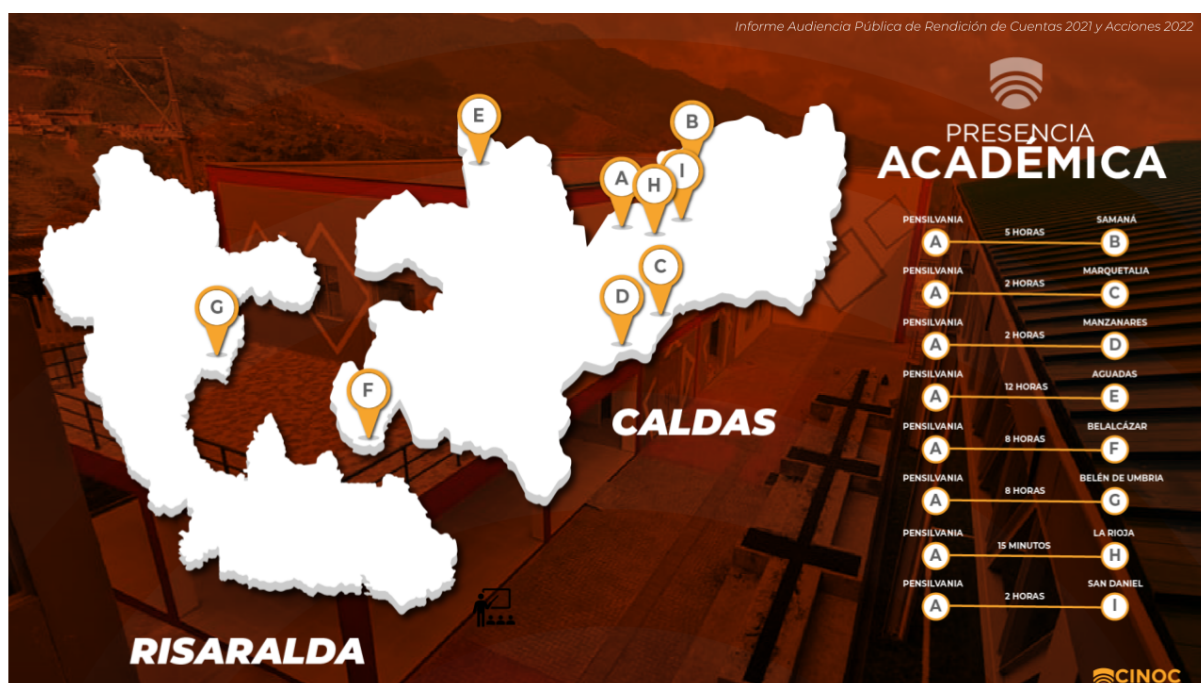 Informe Audiencia Pública de Rendición de Cuentas 2021 y Acciones 2022
PRESENCIA
ACADÉMICA
E
B
A
H
I
C
D
G
F
CALDAS
RISARALDA
PENSILVANIA 5 HORAS SAMANÁ
A B
PENSILVANIA 2 HORAS MARQUETALIA
A C
PENSILVANIA 2 HORAS MANZANARES
A D
PENSILVANIA 12 HORAS AGUADAS
A E
PENSILVANIA 8 HORAS BELALCÁZAR
A F
PENSILVANIA 8 HORAS BELÉN DE UMBRIA
A G
PENSILVANIA 15 MINUTOS LA RIOJA
A H
PENSILVANIA 2 HORAS SAN DANIEL
A I
CINOC